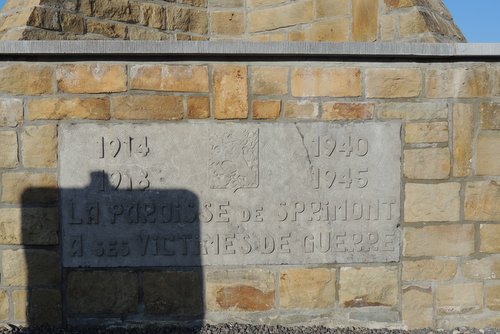 1914 1940
1918 1945
LA PAROISSE de SPRIMONT
A SES VICTIMES DE GUERRE